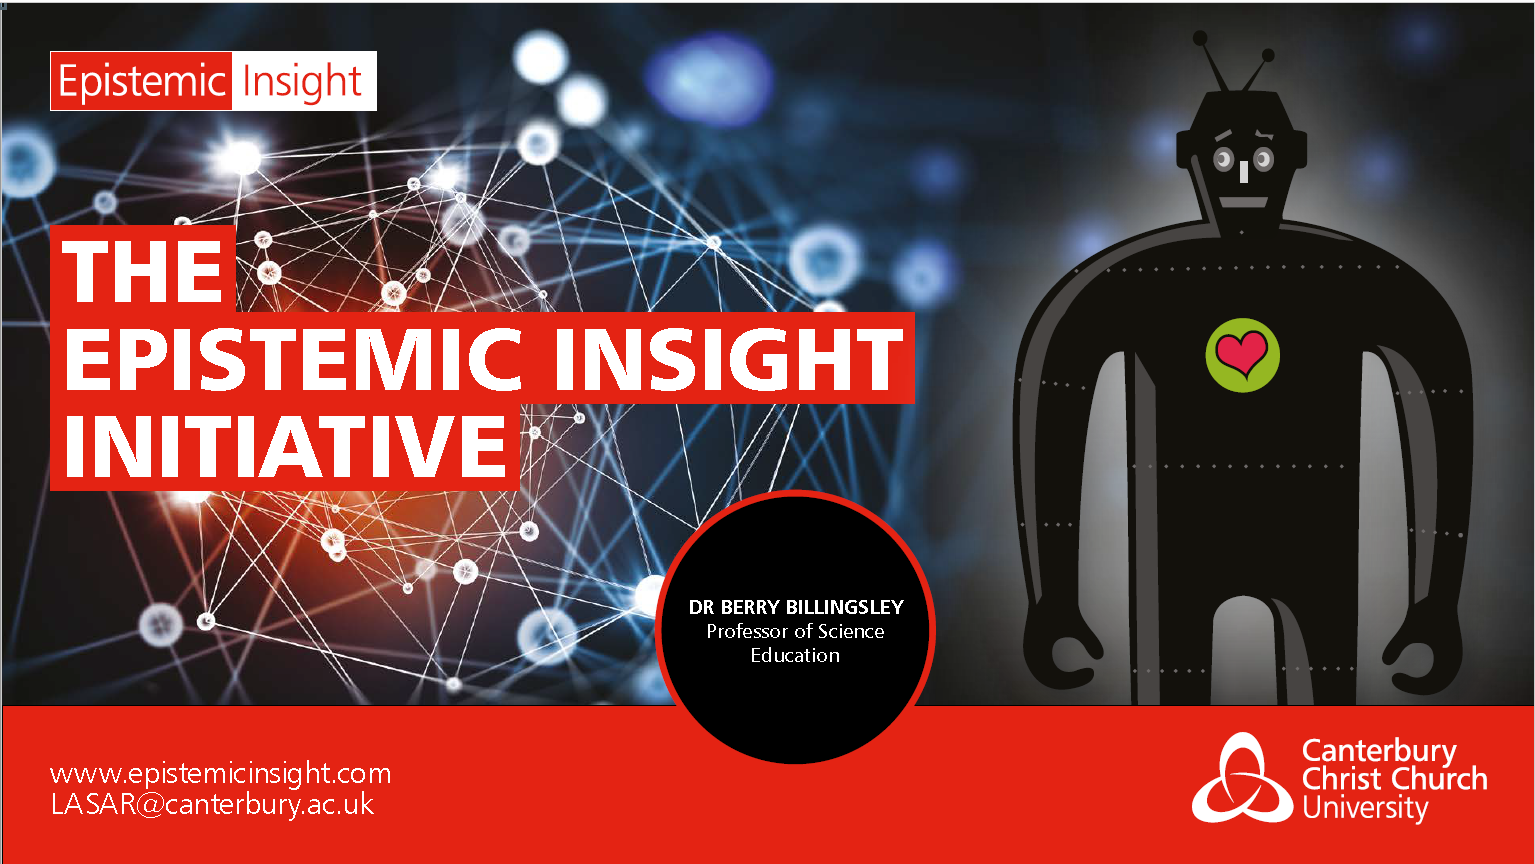 Epistemic Insight
THE
EPISTEMIC INSIGHT
INITIATIVE
DR BERRY BILLINGSLEY
Professor of Science
Education
www.epistemicinsight.com
LASAR@canterbury.ac.uk
Canterbury
Christ Church
University